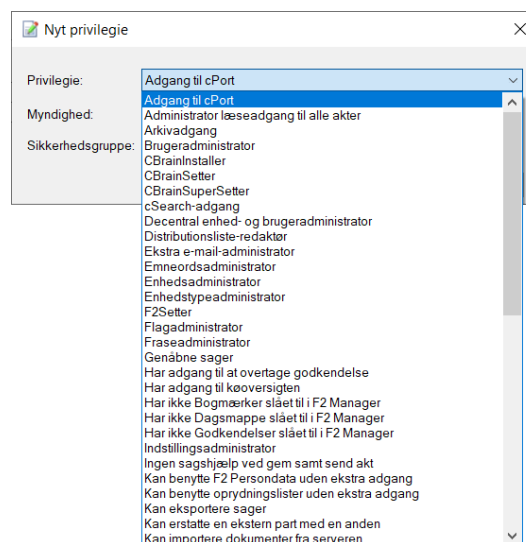 Nyt privilegie
Privilegie:
Adgang til cPort
Myndighed:
Sikkerhedsgruppe:
Adgang til cPort
Administrator læseadgang til alle akter
Arkivadgang
Brugeradministrator
CBrainInstaller
CBrainSetter
CBrainSuperSetter
cSearch-adgang
Decentral enhed- og brugeradministrator
Distributionsliste-redaktør
Ekstra e-mail-administrator
Emneordsadministrator
Enhedsadministrator
Enhedstypeadministrator
F2Setter
Flagadministrator
Fraseadministrator
Genåbne sager
Har adgang til at overtage godkendelse
Har adgang til køoversigten
Har ikke Bogmærker slået til i F2 Manager
Har ikke Dagsmappe slået til i F2 Manager
Har ikke Godkendelser slået til i F2 Manager
Indstillingsadministrator
Ingen sagshjælp ved gem samt send akt
Kan benytte F2 Persondata uden ekstra adgang
Kan benytte oprydningslister uden ekstra adgang
Kan eksportere sager
Kan erstatte en ekstern part med en anden
Kan importere dokumenter fra serveren